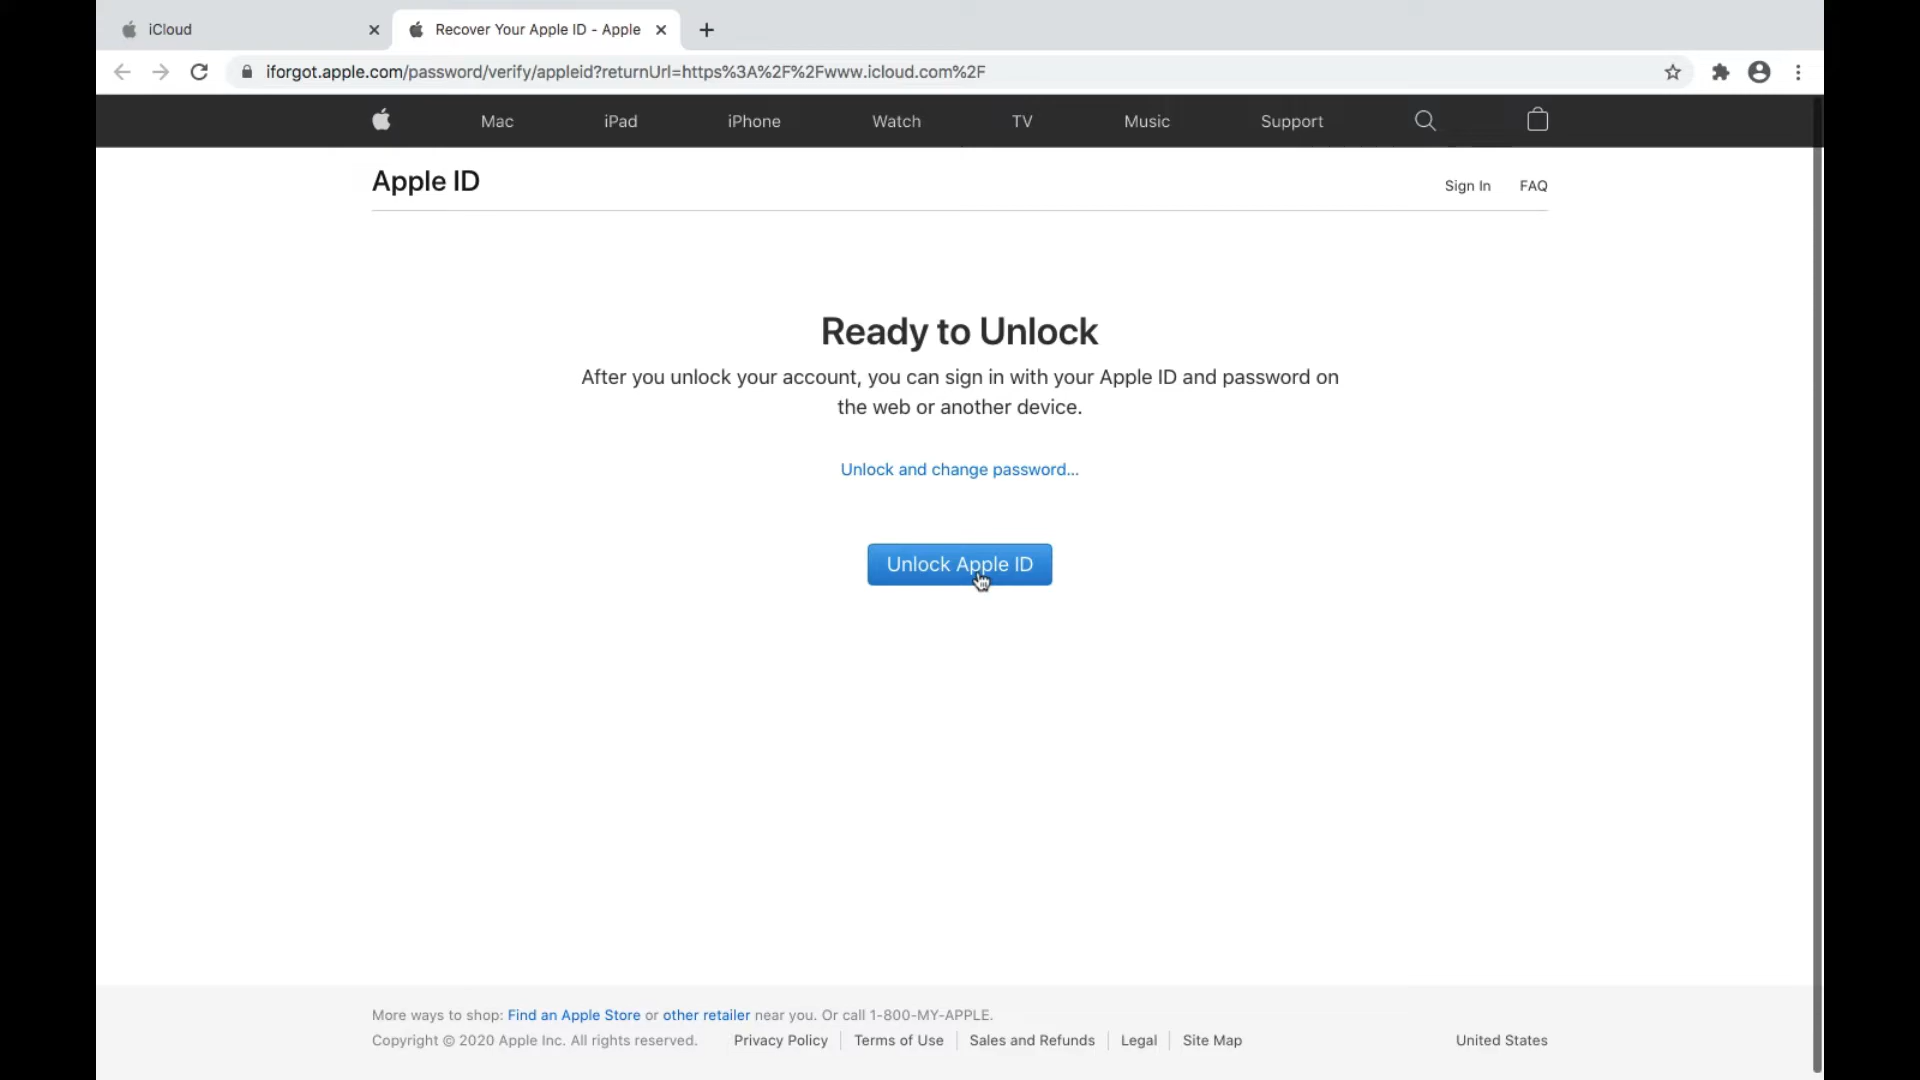 iCloud
Recover Your Apple ID - Apple
iforgot.apple.com/password/verify/appleid?returnUrl=https%3A%2F%2Fwww.icloud.com%2F
Mac iPad iPhone Watch TV Music Support
Apple ID
Sign In FAQ
Ready to Unlock
After you unlock your account, you can sign in with your Apple ID and password on
the web or another device.
Unlock and change password...
Unlock Apple ID
More ways to shop: Find an Apple Store or other retailer near you. Or call 1-800-MY-APPLE.
Copyright © 2020 Apple Inc. All rights reserved. Privacy Policy Terms of Use Sales and Refunds Legal Site Map United States